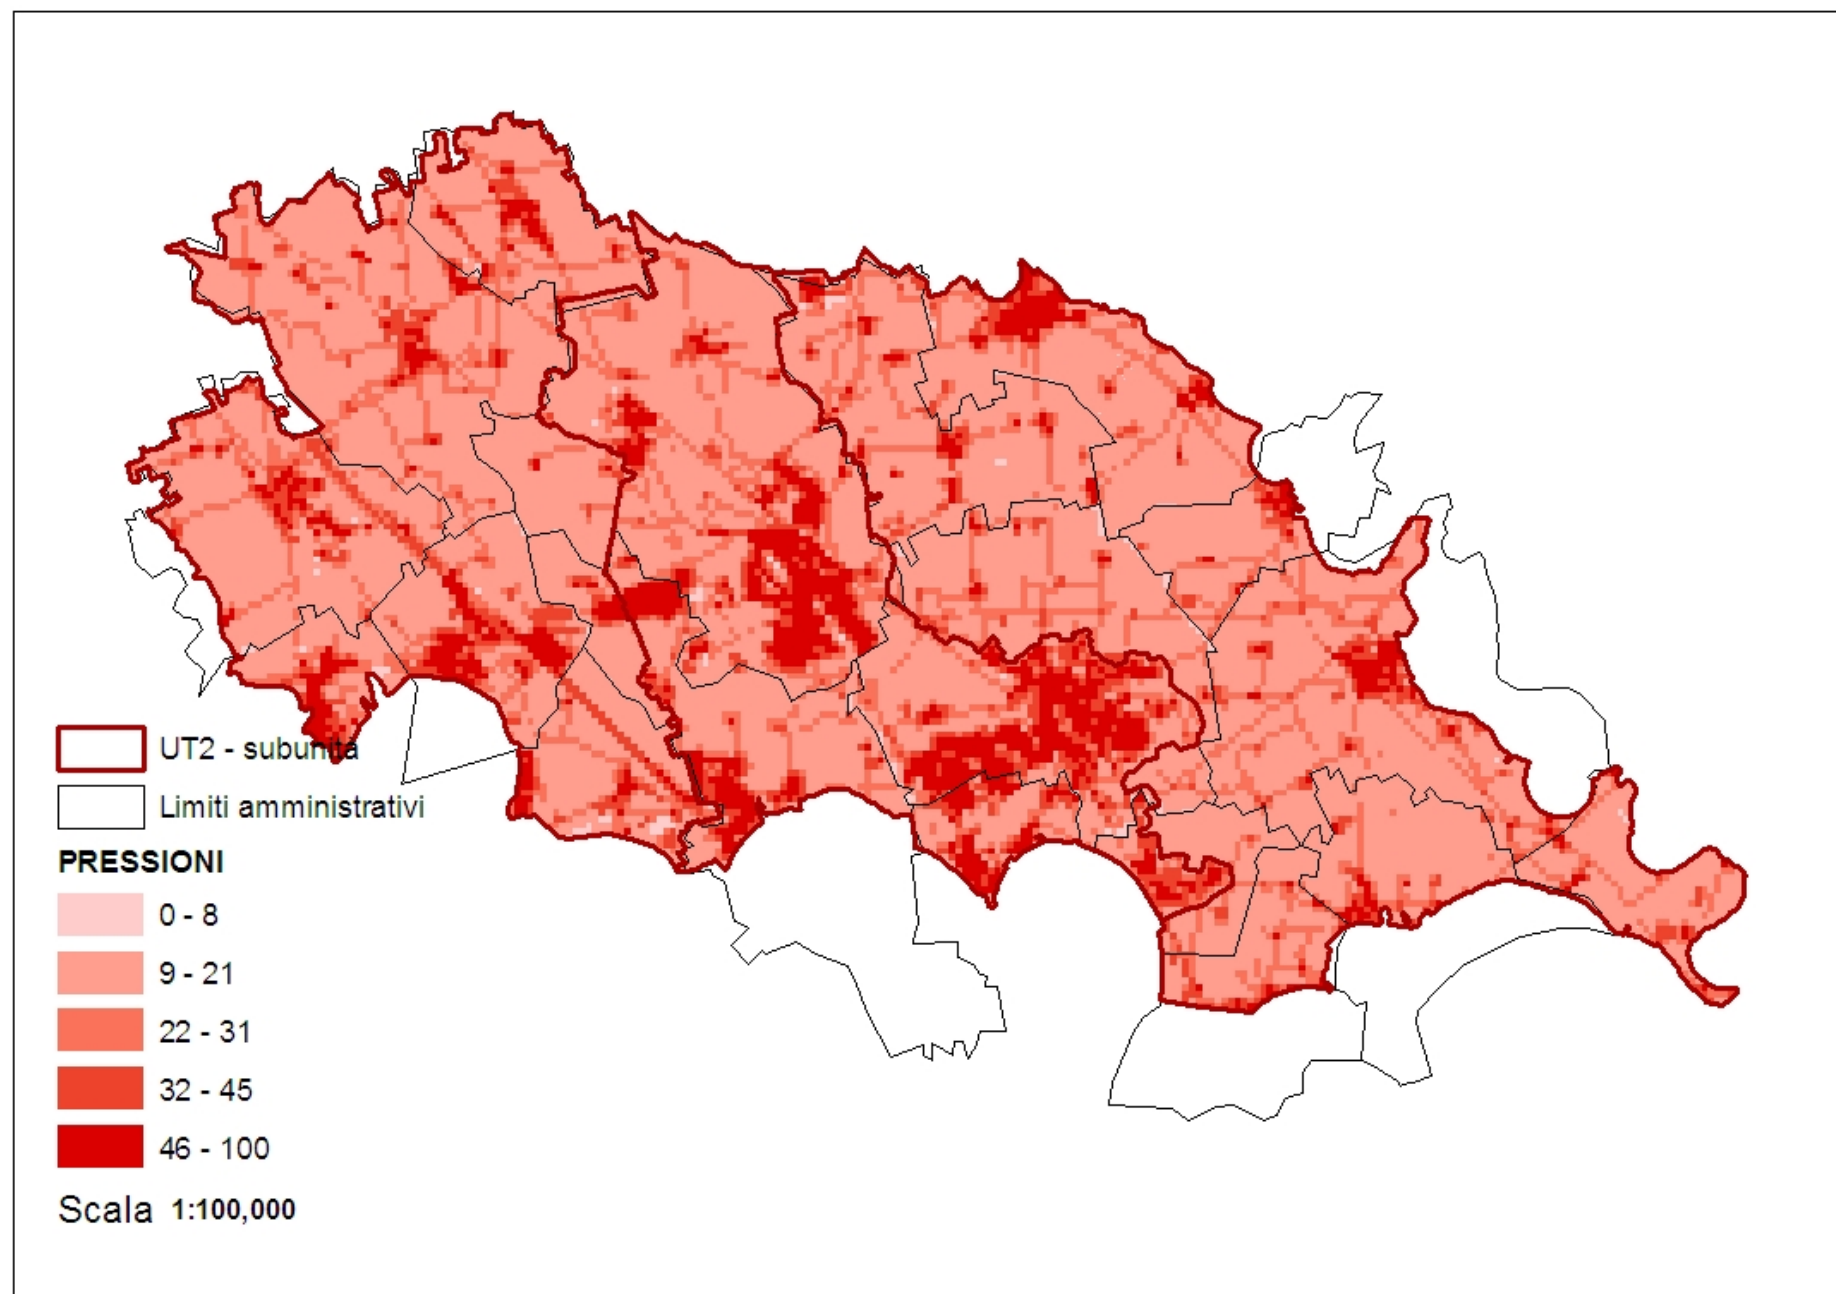 UT2 - subunità
Limiti amministrativi
PRESSIONI
0 - 8
9 - 21
22 - 31
32 - 45
46 - 100
Scala 1:100,000